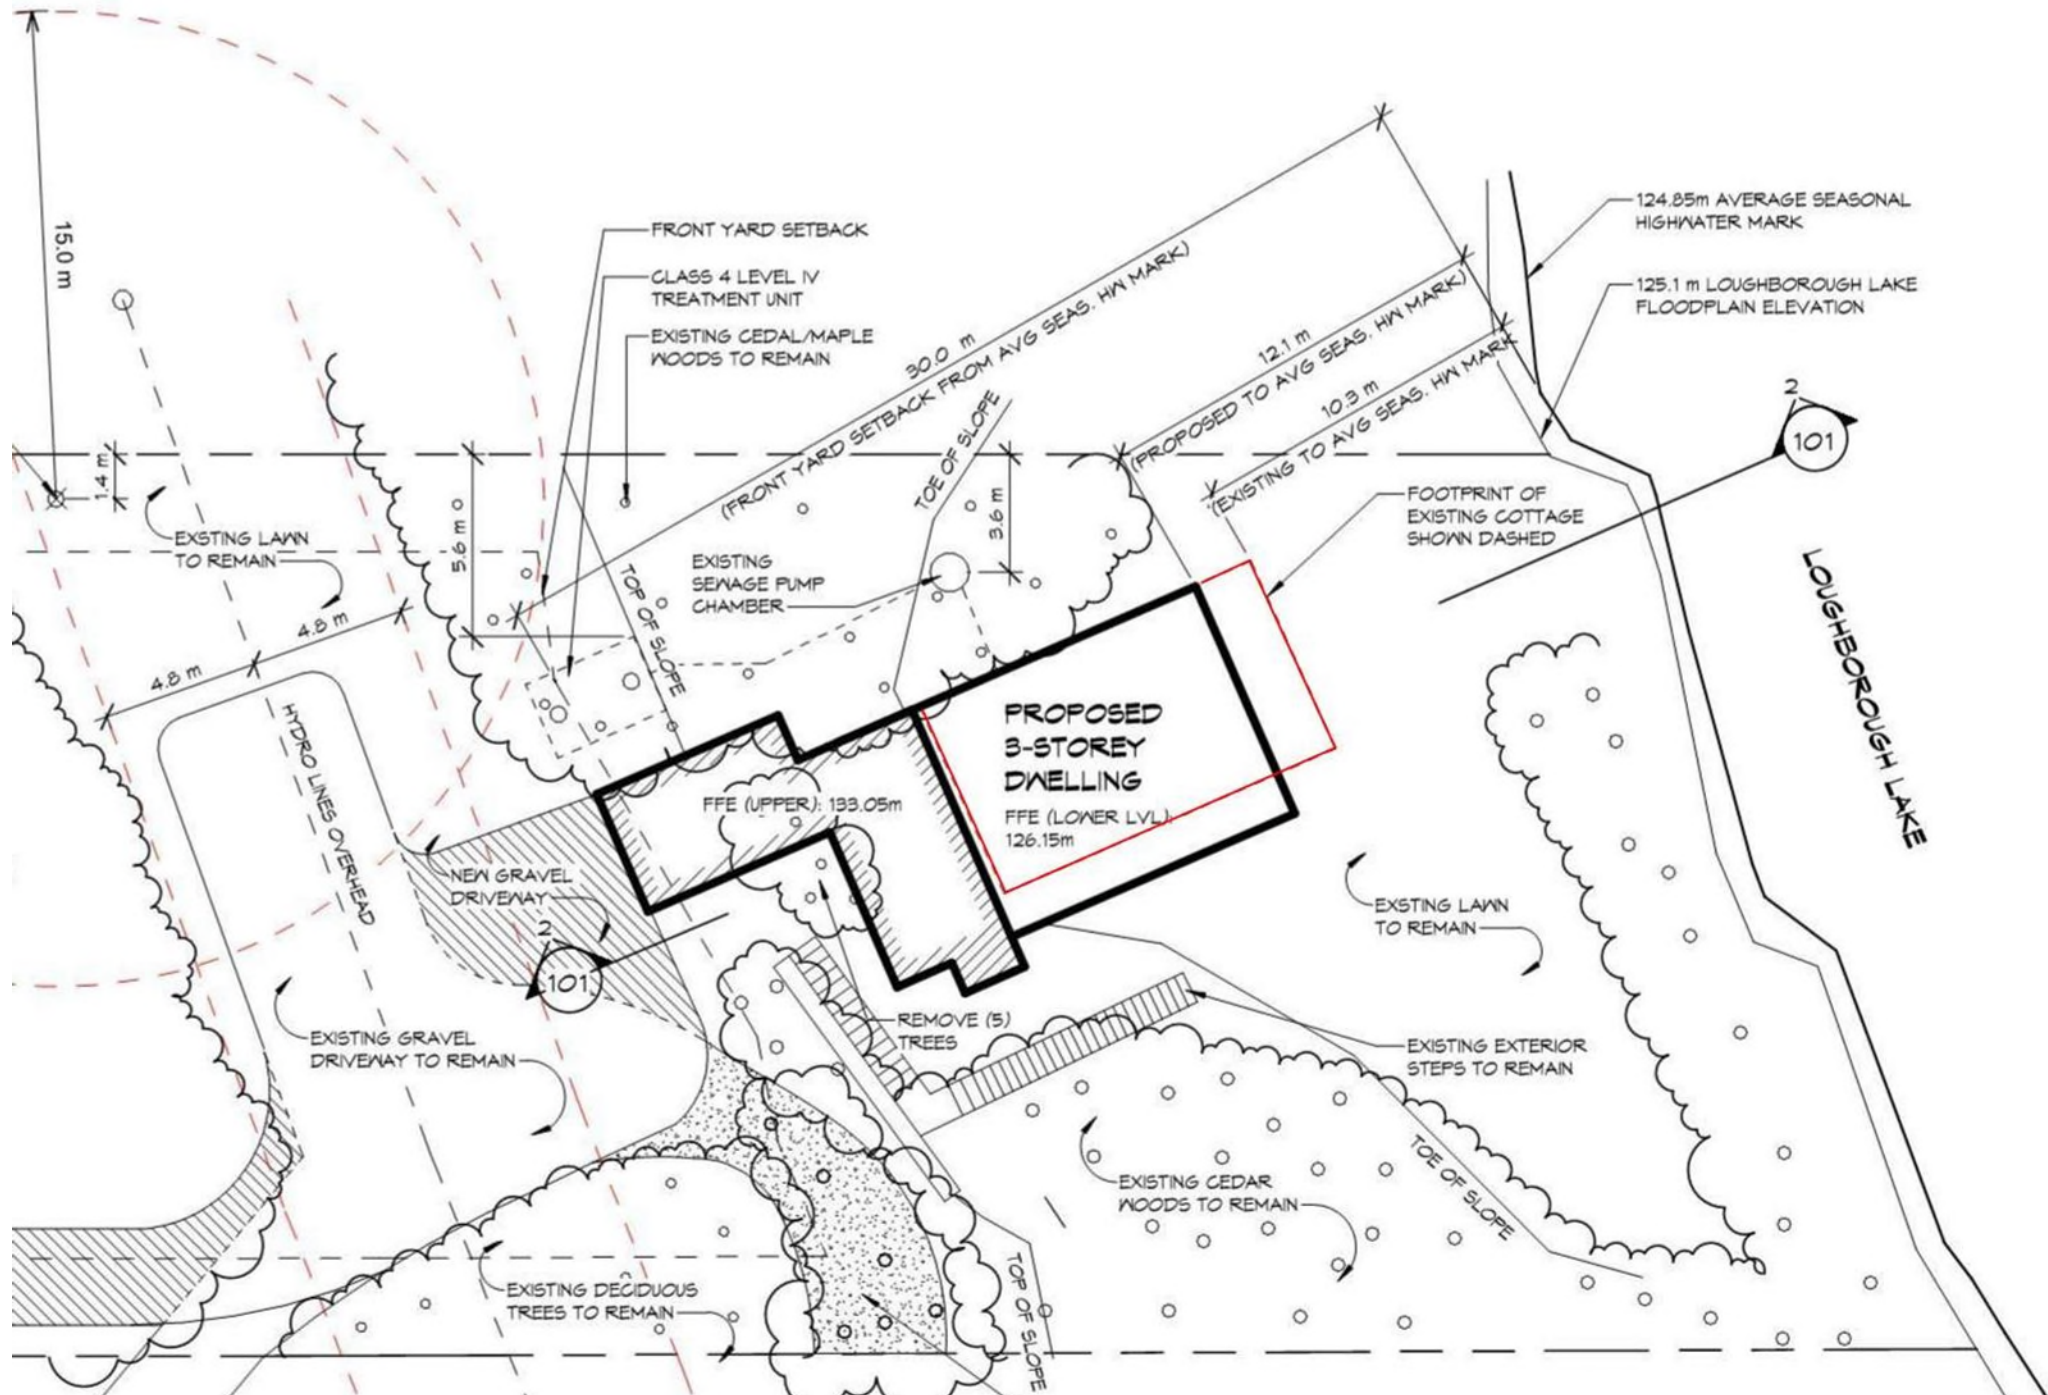 15.0 m
1.4 m
FRONT YARD SETBACK
CLASS 4 LEVEL IV
TREATMENT UNIT
EXISTING CEDAL/MAPLE
WOODS TO REMAIN
30.0 m
(FRONT YARD SETBACK FROM AVG SEAS. HW MARK)
12.1 m
(PROPOSED TO AVG SEAS. HW MARK)
10.3 m
(EXISTING TO AVG SEAS. HW MARK
124.85m AVERAGE SEASONAL
HIGHWATER MARK
125.1 m LOUGHBOROUGH LAKE
FLOODPLAIN ELEVATION
2
101
FOOTPRINT OF
EXISTING COTTAGE
SHOWN DASHED
TOE OF SLOPE
3.6 m
5.6 m
EXSTING LAWN
TO REMAIN
EXISTING
SEWAGE PUMP
CHAMBER
TOP OF SLOPE
4.8 m
4.8 m
HYDRO LINES OVERHEAD
LOUGHBOROUGH LAKE
PROPOSED
3-STOREY
DWELLING
FFE (LOWER LVL):
126.15m
FFE (UPPER): 133.05m
NEW GRAVEL
DRIVEWAY
2
101
EXSTING LAWN
TO REMAIN
REMOVE (5)
TREES
EXISTING GRAVEL
DRIVEWAY TO REMAIN
EXISTING EXTERIOR
STEPS TO REMAIN
TOE OF SLOPE
EXISTING CEDAR
WOODS TO REMAIN
EXISTING DECIDUOUS
TREES TO REMAIN
TOP OF SLOPE